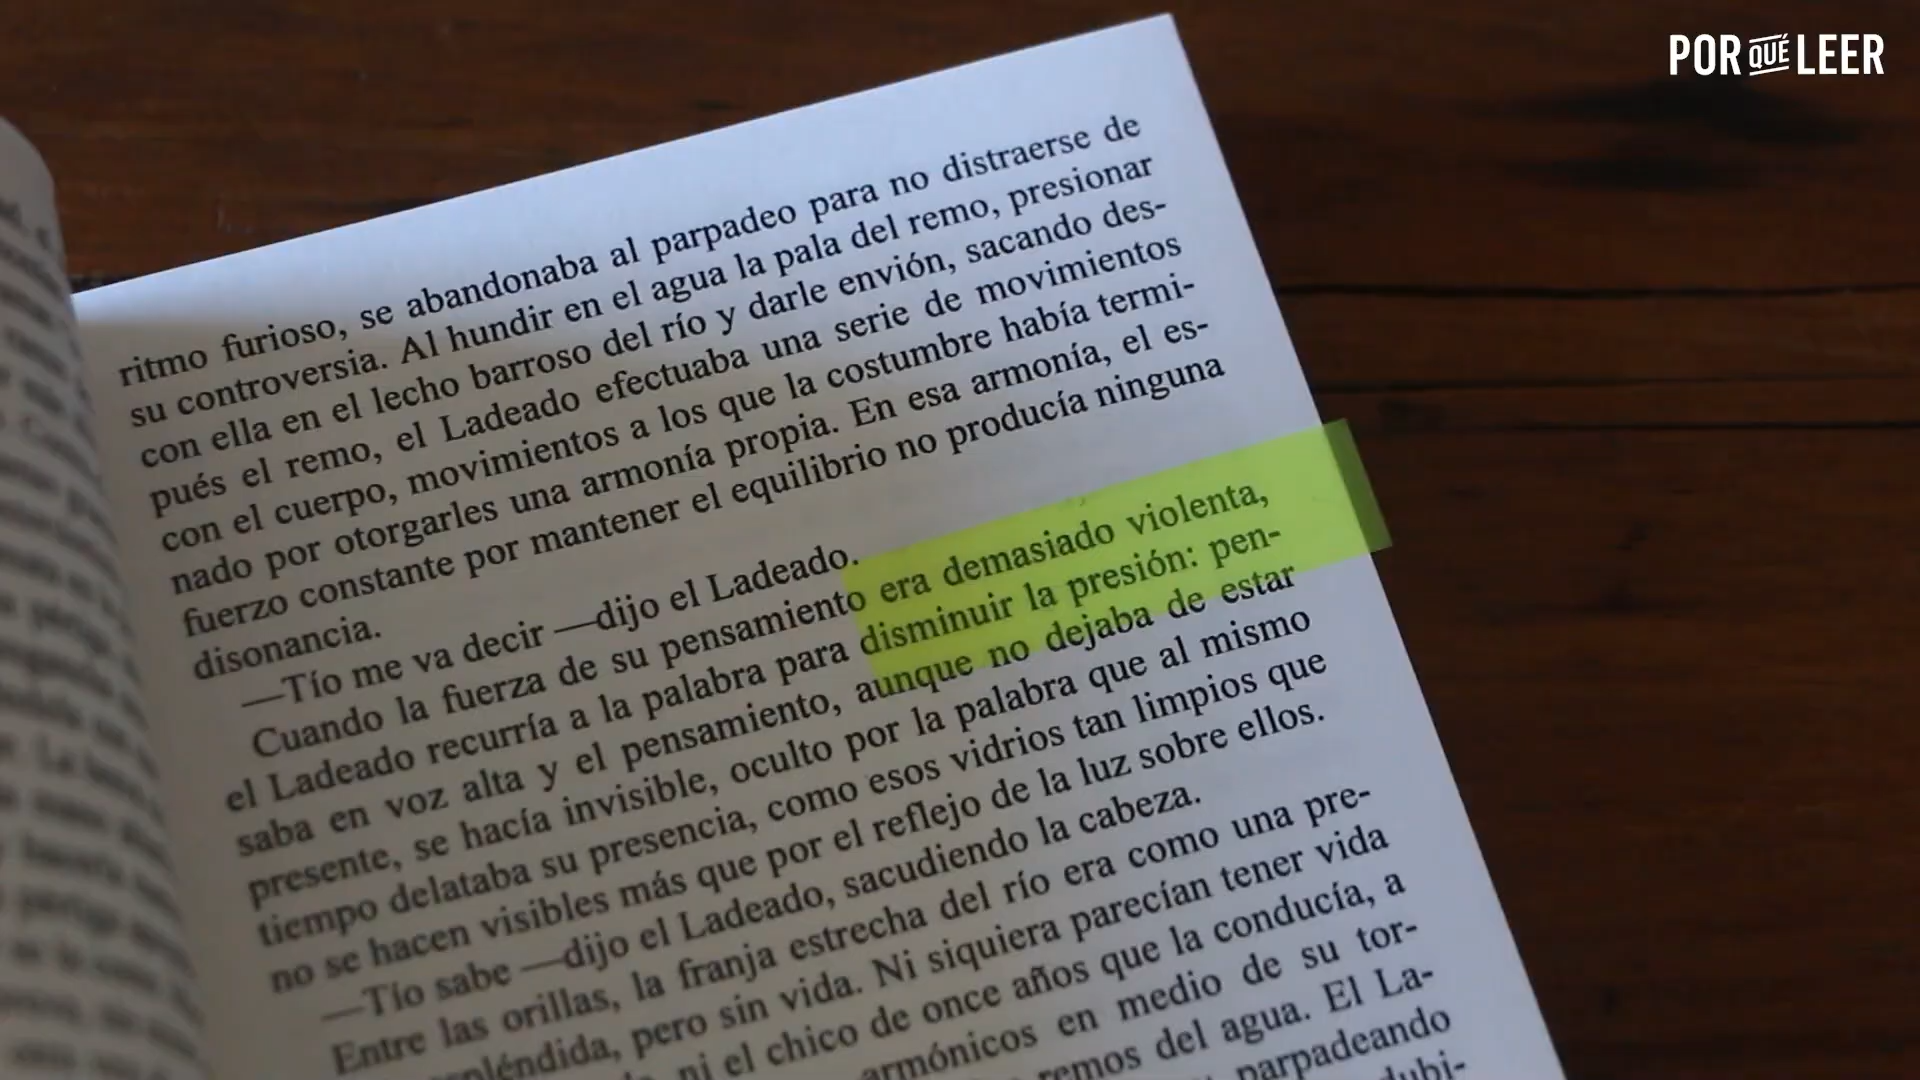 POR QUÉ LEER
ritmo furioso, se abandonaba al parpadeo para no distraerse de
su controversia. Al hundir en el agua la pala del remo, presionar
con ella en el lecho barroso del río y darle envión, sacando des-
pués el remo, el Ladeado efectuaba una serie de movimientos
con el cuerpo, movimientos a los que la costumbre había termi-
nado por otorgarles una armonía propia. En esa armonía, el es-
fuerzo constante por mantener el equilibrio no producía ninguna
disonancia.
—Tío me va decir —dijo el Ladeado.
Cuando la fuerza de su pensamiento era demasiado violenta,
el Ladeado recurría a la palabra para disminuir la presión: pen-
saba en voz alta y el pensamiento, aunque no dejaba de estar
presente, se hacía invisible, oculto por la palabra que al mismo
tiempo delataba su presencia, como esos vidrios tan limpios que
no se hacen visibles más que por el reflejo de la luz sobre ellos.
—Tío sabe —dijo el Ladeado, sacudiendo la cabeza.
Entre las orillas, la franja estrecha del río era como una pre-
pléndida, pero sin vida. Ni siquiera parecían tener vida
ni el chico de once años que la conducía, a
armónicos en medio de su tor-
remos del agua. El La-
parpadeando
dubi-